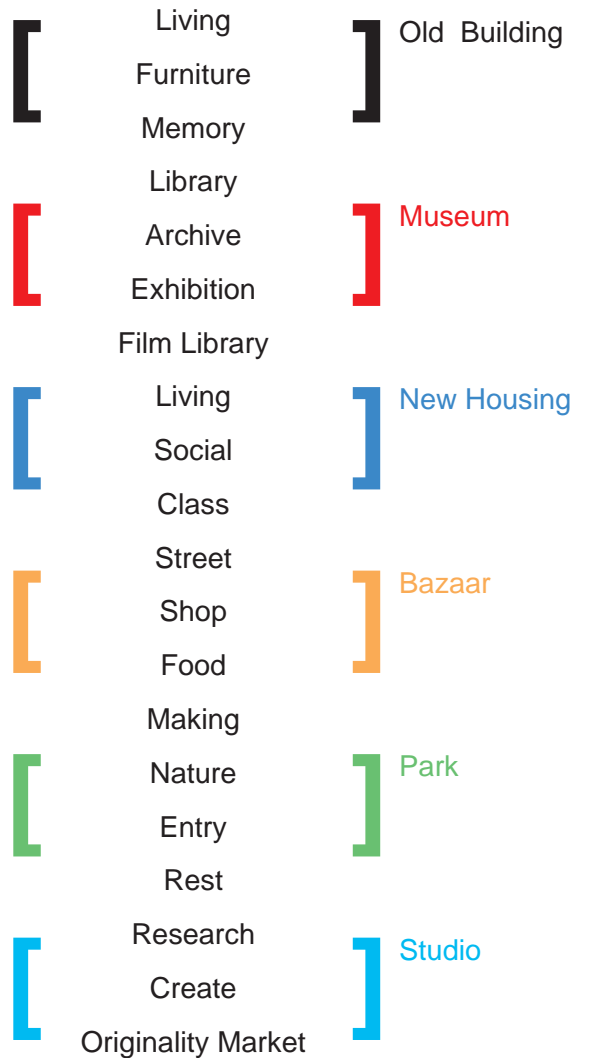 Living
Old Building
Furniture
Memory
Library
Museum
Archive
Exhibition
Film Library
Living
New Housing
Social
Class
Street
Bazaar
Shop
Food
Making
Park
Nature
Entry
Rest
Research
Studio
Create
Originality Market